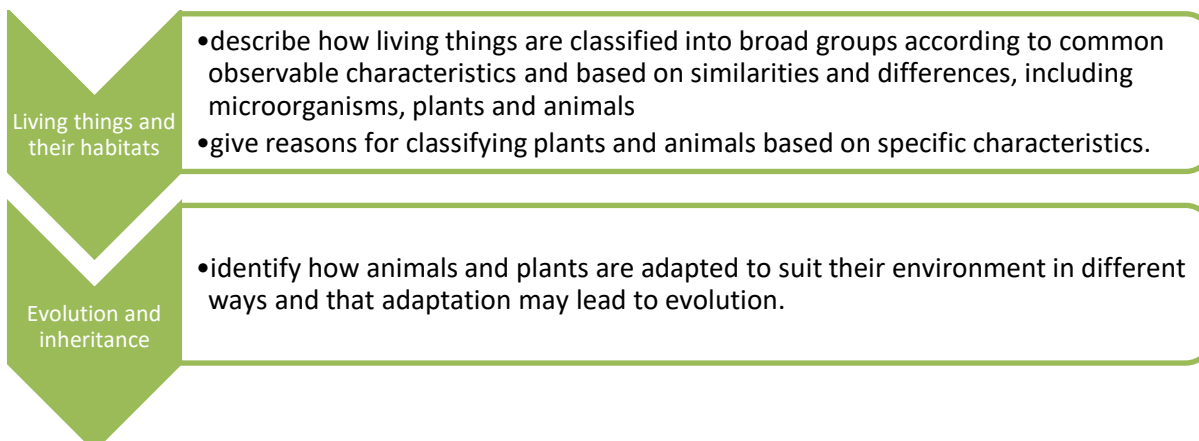 Living things and
their habitats
•describe how living things are classified into broad groups according to common
observable characteristics and based on similarities and differences, including
microorganisms, plants and animals
•give reasons for classifying plants and animals based on specific characteristics.
Evolution and
inheritance
•identify how animals and plants are adapted to suit their environment in different
ways and that adaptation may lead to evolution.